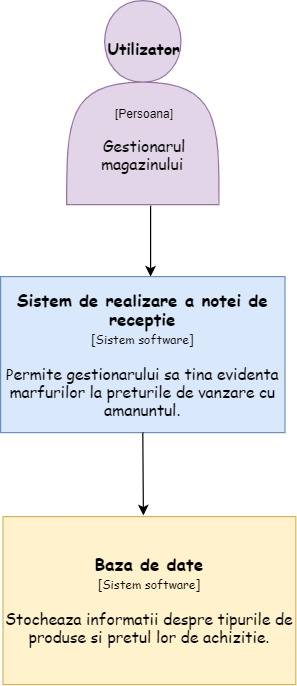 Utilizator
[Persoana]
Gestionarul
magazinului
Sistem de realizare a notei de
receptie
[Sistem software]
Permite gestionarului sa tina evidenta
marfurilor la preturile de vanzare cu
amanuntul.
Baza de date
[Sistem software]
Stocheaza informatii despre tipurile de
produse si pretul lor de achizitie.